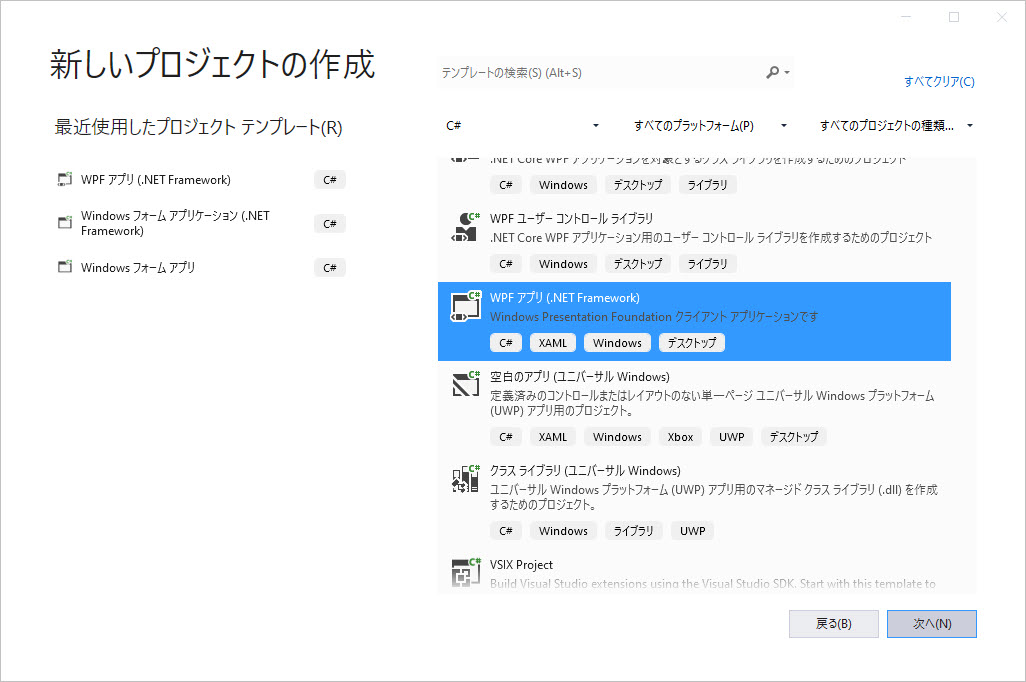 新しいプロジェクトの作成
テンプレートの検索(S) (Alt+S)
すべてクリア(C)
最近使用したプロジェクト テンプレート(R)
WPF アプリ (.NET Framework) C#
Windows フォーム アプリケーション (.NET
Framework) C#
Windows フォーム アプリ C#
C# すべてのプラットフォーム(P) すべてのプロジェクトの種類...
.NET Core WPF アプリケーションを対象とするクラス ライブラリを作成するためのプロジェクト
C# Windows デスクトップ ライブラリ
WPF ユーザー コントロール ライブラリ
.NET Core WPF アプリケーション用のユーザー コントロール ライブラリを作成するためのプロジェクト
C# Windows デスクトップ ライブラリ
WPF アプリ (.NET Framework)
Windows Presentation Foundation クライアント アプリケーションです
C# XAML Windows デスクトップ
空白のアプリ (ユニバーサル Windows)
定義済みのコントロールまたはレイアウトのない単一ページ ユニバーサル Windows プラットフォーム
(UWP) アプリ用のプロジェクト。
C# XAML Windows Xbox UWP デスクトップ
クラス ライブラリ (ユニバーサル Windows)
ユニバーサル Windows プラットフォーム (UWP) アプリ用のマネージド クラス ライブラリ (.dll) を作成
するためのプロジェクト。
C# Windows ライブラリ UWP
VSIX Project
Build Visual Studio extensions using the Visual Studio SDK. Start with this template to
戻る(B) 次へ(N)